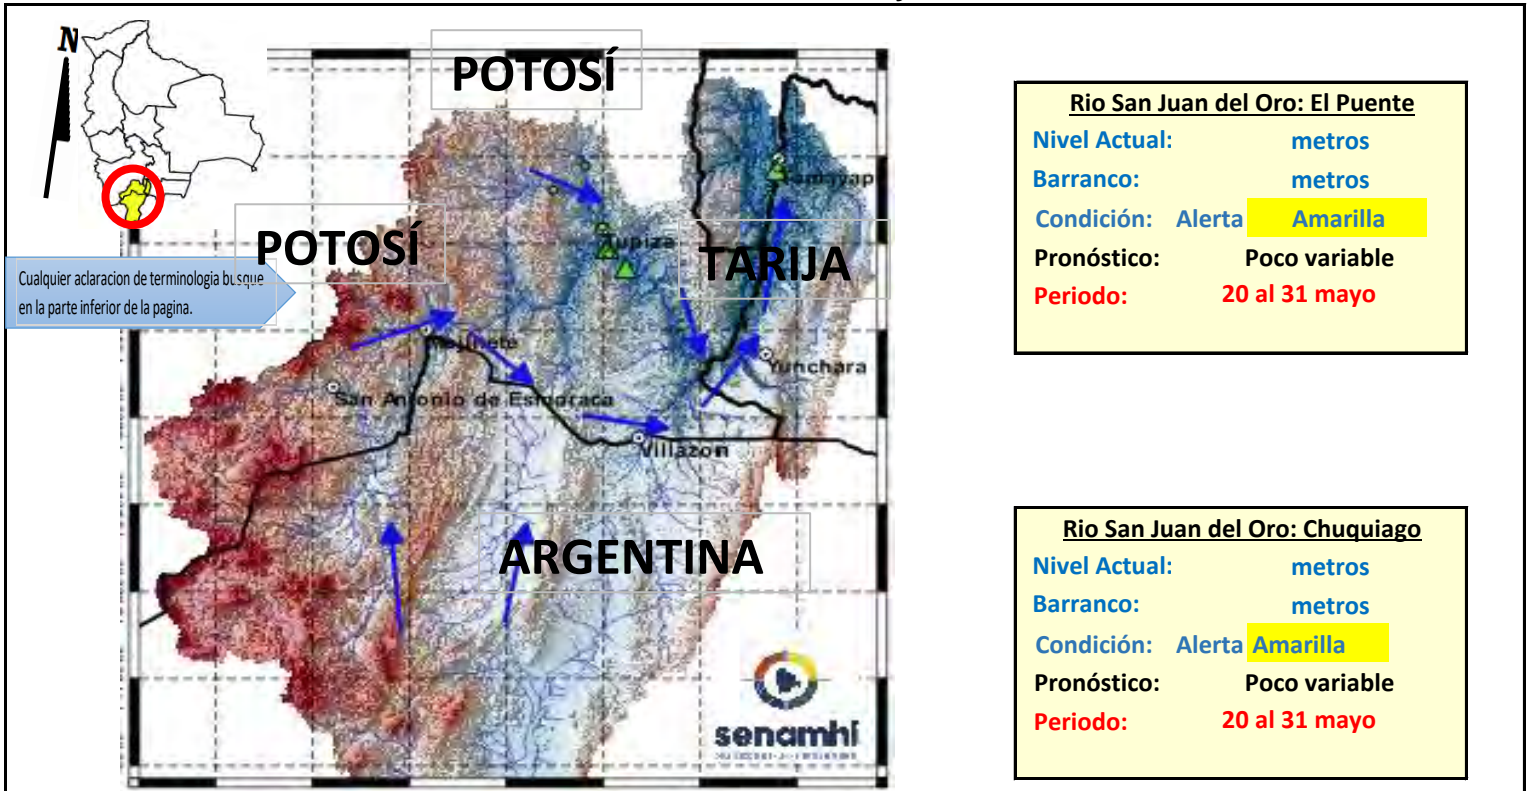 N
POTOSÍ
POTOSÍ
TARIJA
ARGENTINA
Cualquier aclaracion de terminologia busque
en la parte inferior de la pagina.
Tupiza
Yunchara
San Antonio de Esmoraca
Villazon
senamhi
Rio San Juan del Oro: El Puente
Nivel Actual: metros
Barranco: metros
Condición: Alerta Amarilla
Pronóstico: Poco variable
Periodo: 20 al 31 mayo
Rio San Juan del Oro: Chuquiago
Nivel Actual: metros
Barranco: metros
Condición: Alerta Amarilla
Pronóstico: Poco variable
Periodo: 20 al 31 mayo